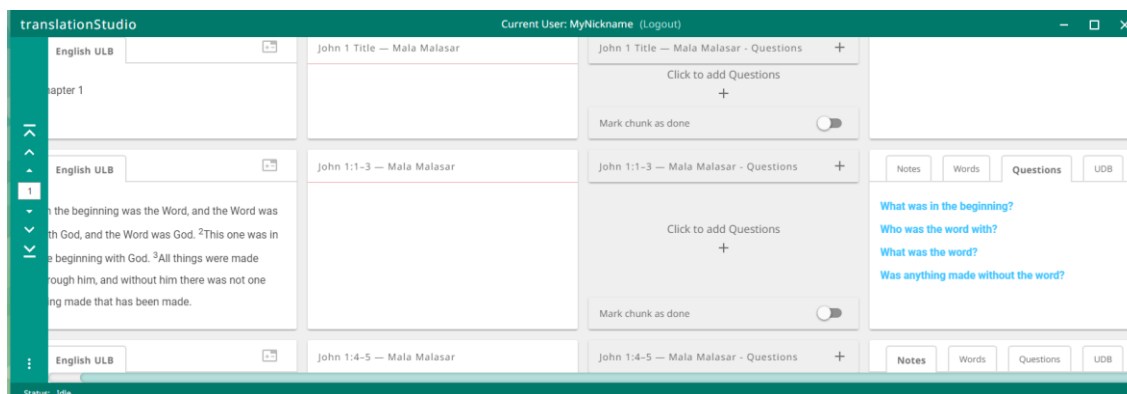 translationStudio
Current User: MyNickname (Logout)
English ULB
John 1 Title — Mala Malasar
John 1 Title — Mala Malasar - Questions +
apter 1
Click to add Questions
+
Mark chunk as done
English ULB
John 1:1–3 — Mala Malasar
John 1:1–3 — Mala Malasar - Questions +
Notes Words Questions UDB
1
the beginning was the Word, and the Word was
th God, and the Word was God. ²This one was in
e beginning with God. ³All things were made
rough him, and without him there was not one
ing made that has been made.
Click to add Questions
+
Mark chunk as done
What was in the beginning?
Who was the word with?
What was the word?
Was anything made without the word?
English ULB
John 1:4–5 — Mala Malasar
John 1:4–5 — Mala Malasar - Questions +
Notes Words Questions UDB
Status: Idle